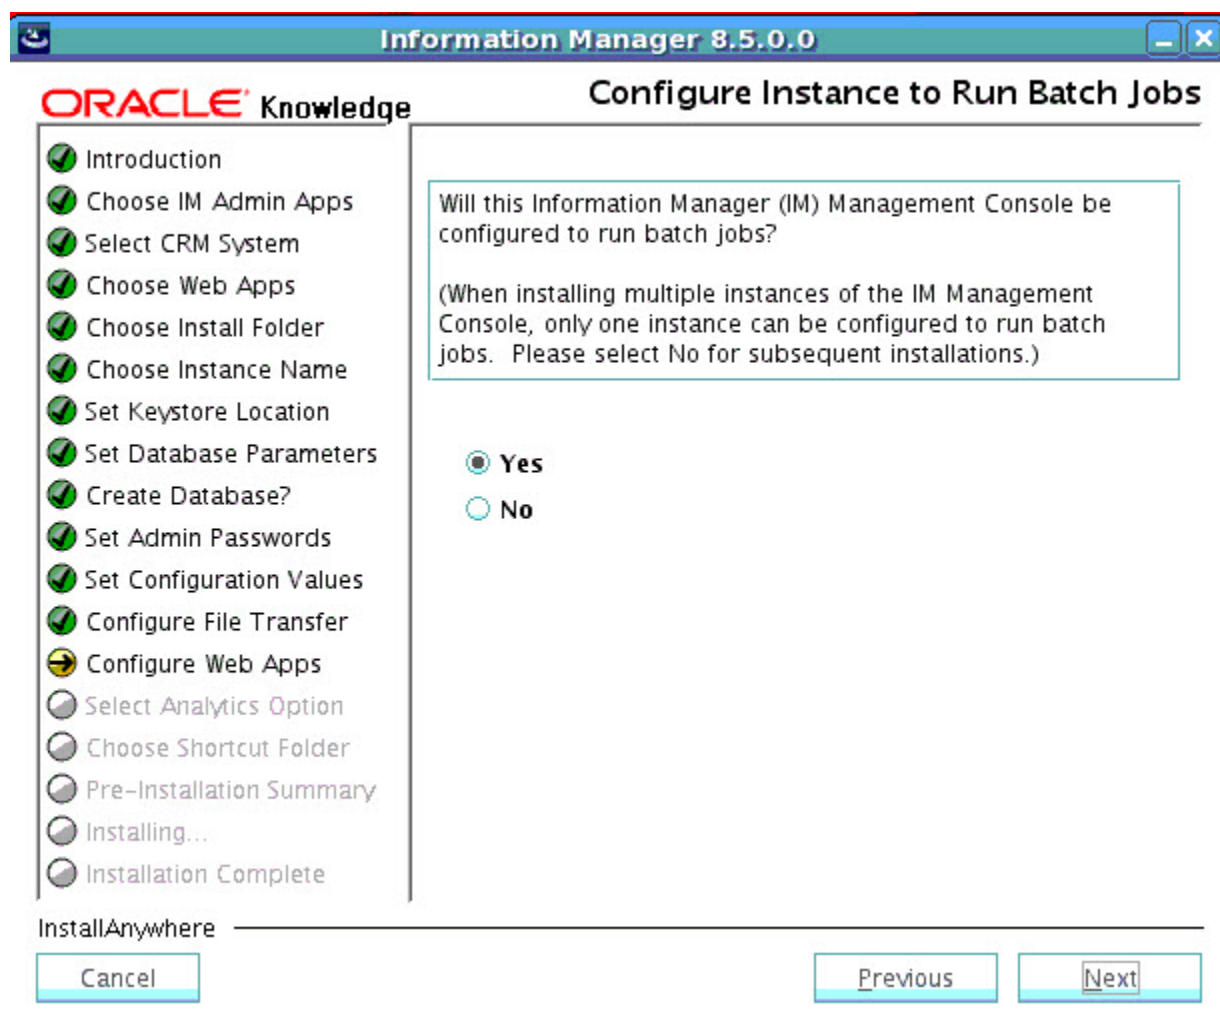 Information Manager 8.5.0.0
ORACLE Knowledge
Configure Instance to Run Batch Jobs
Introduction
Choose IM Admin Apps
Select CRM System
Choose Web Apps
Choose Install Folder
Choose Instance Name
Set Keystore Location
Set Database Parameters
Create Database?
Set Admin Passwords
Set Configuration Values
Configure File Transfer
Configure Web Apps
Select Analytics Option
Choose Shortcut Folder
Pre-Installation Summary
Installing...
Installation Complete
Will this Information Manager (IM) Management Console be
configured to run batch jobs?
(When installing multiple instances of the IM Management
Console, only one instance can be configured to run batch
jobs.  Please select No for subsequent installations.)
Yes
No
InstallAnywhere
Cancel
Previous
Next